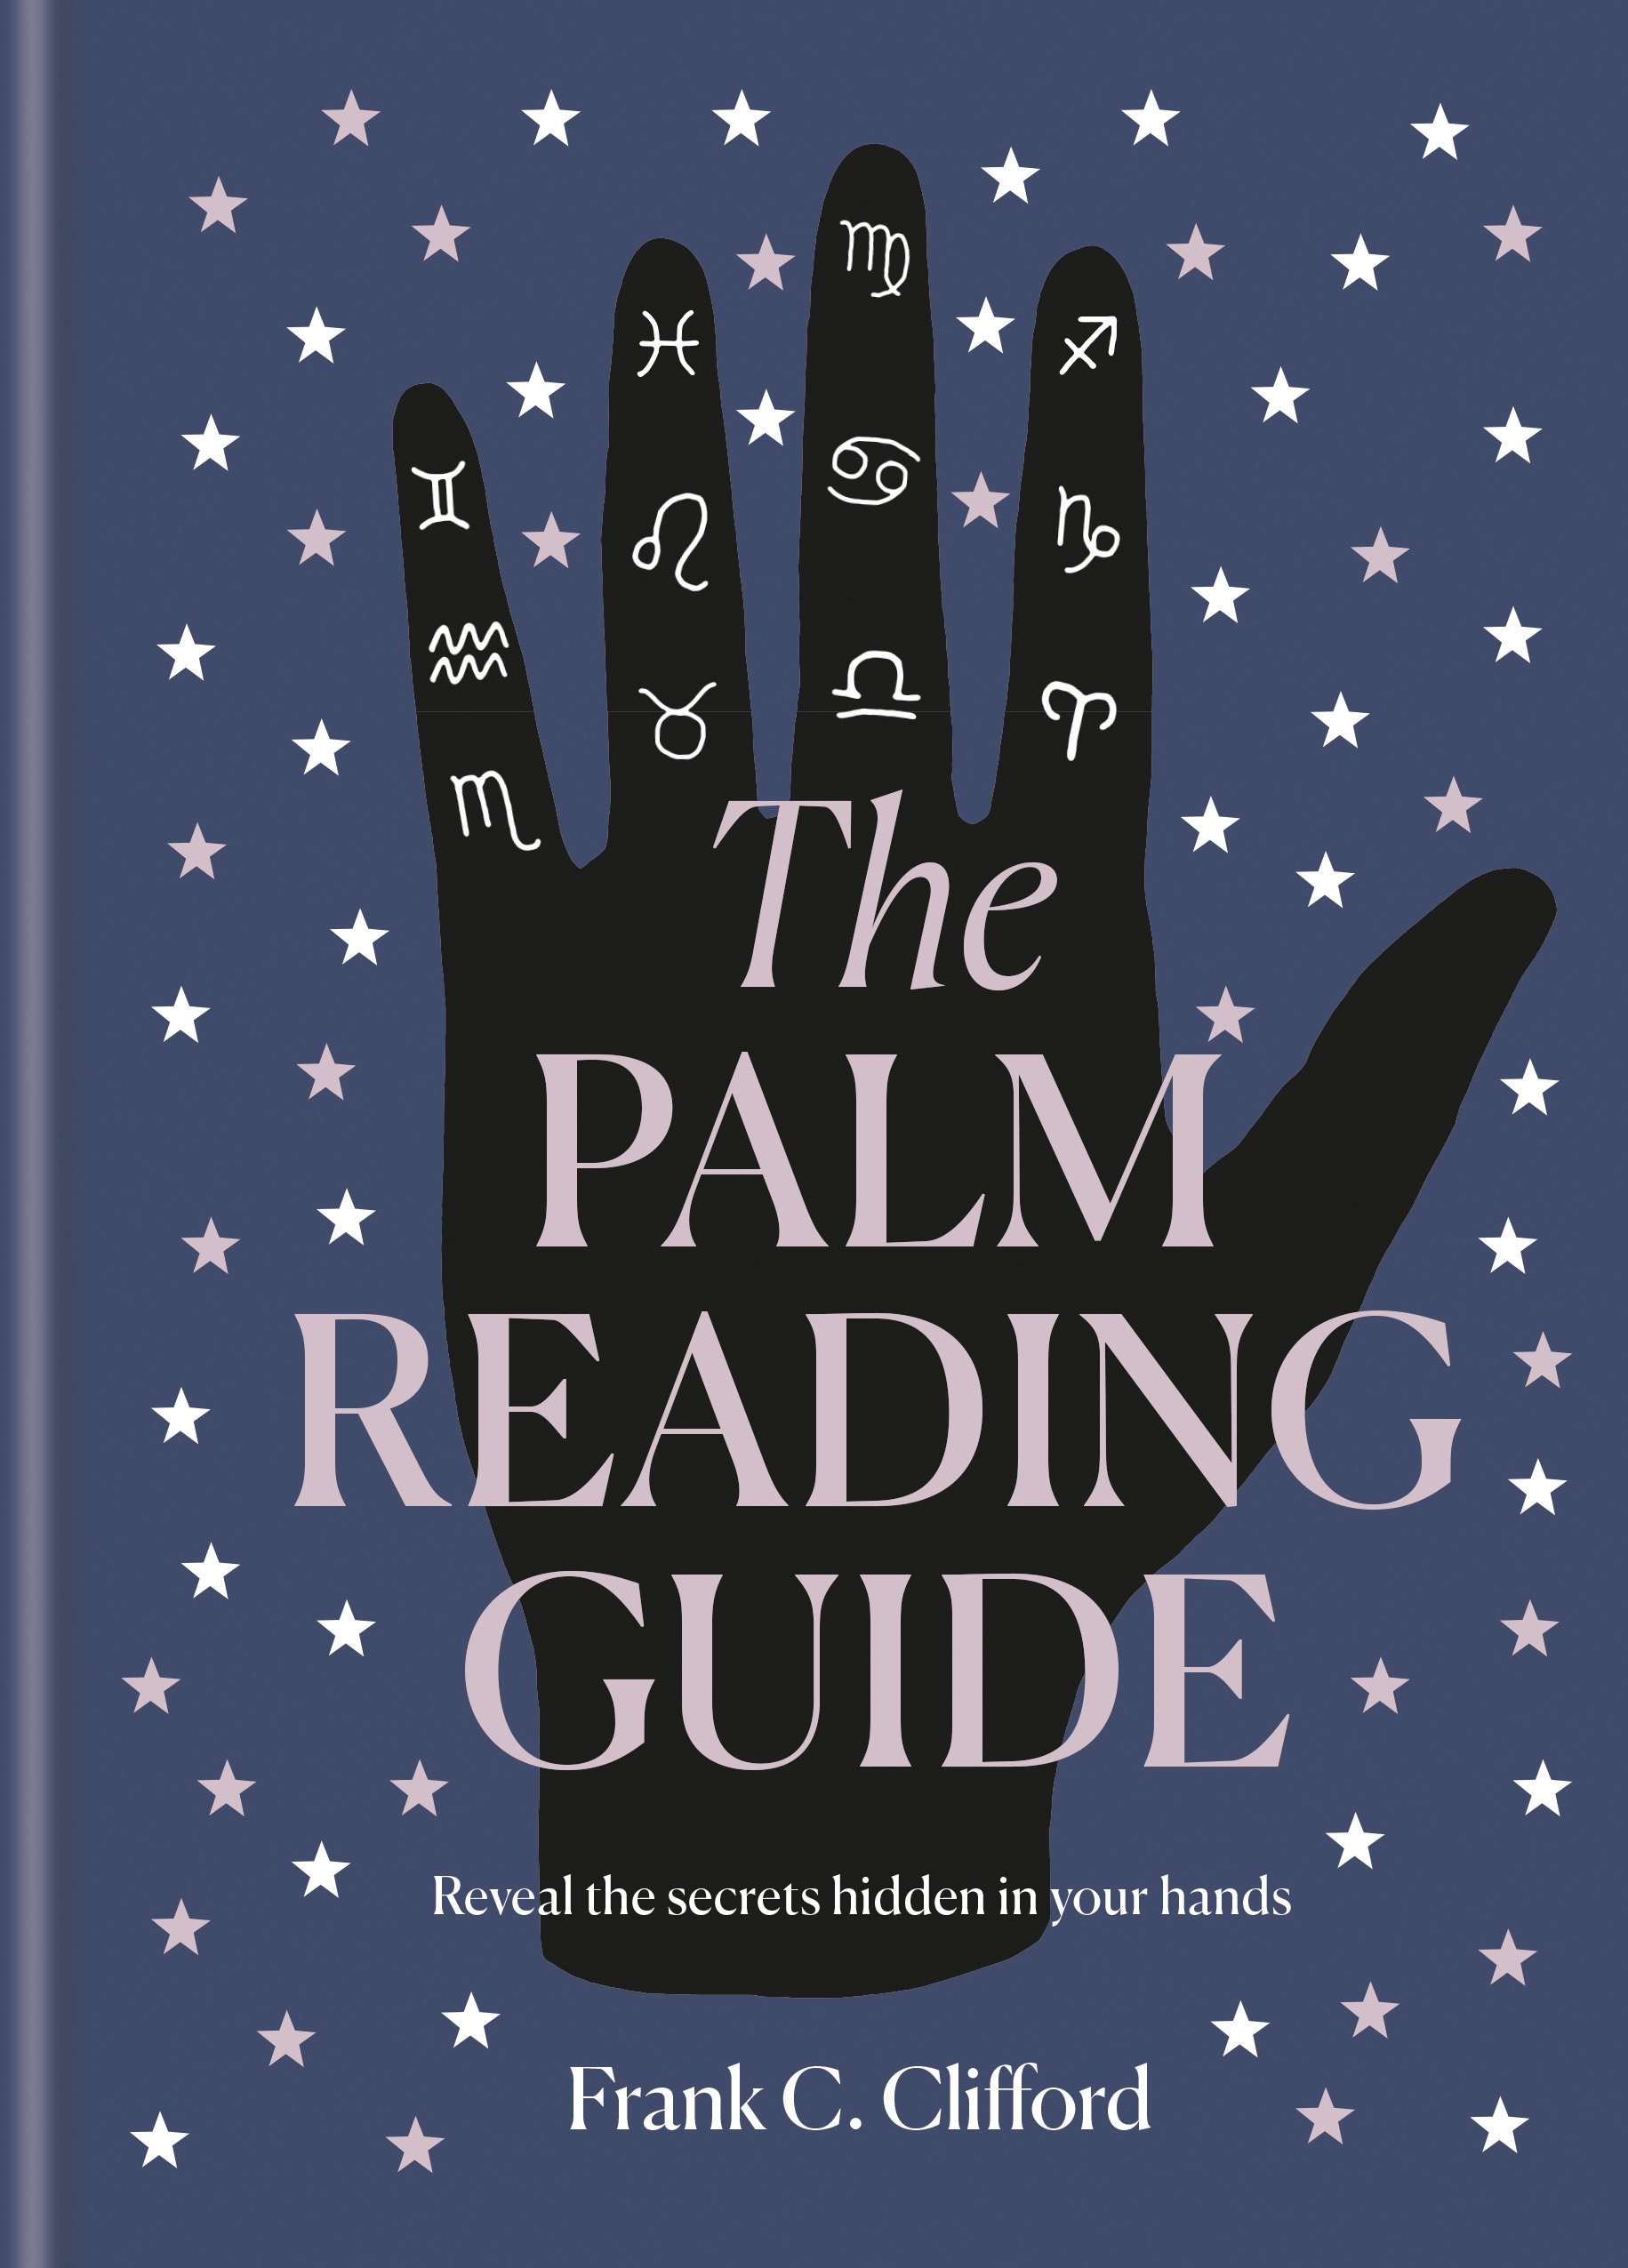 ♍︎
♓︎
♐︎
♋︎
♊︎
♌︎
♑︎
♒︎
♎︎
♉︎
♈︎
♏︎
The
PALM
READING
GUIDE
Reveal the secrets hidden in your hands
Frank C. Clifford